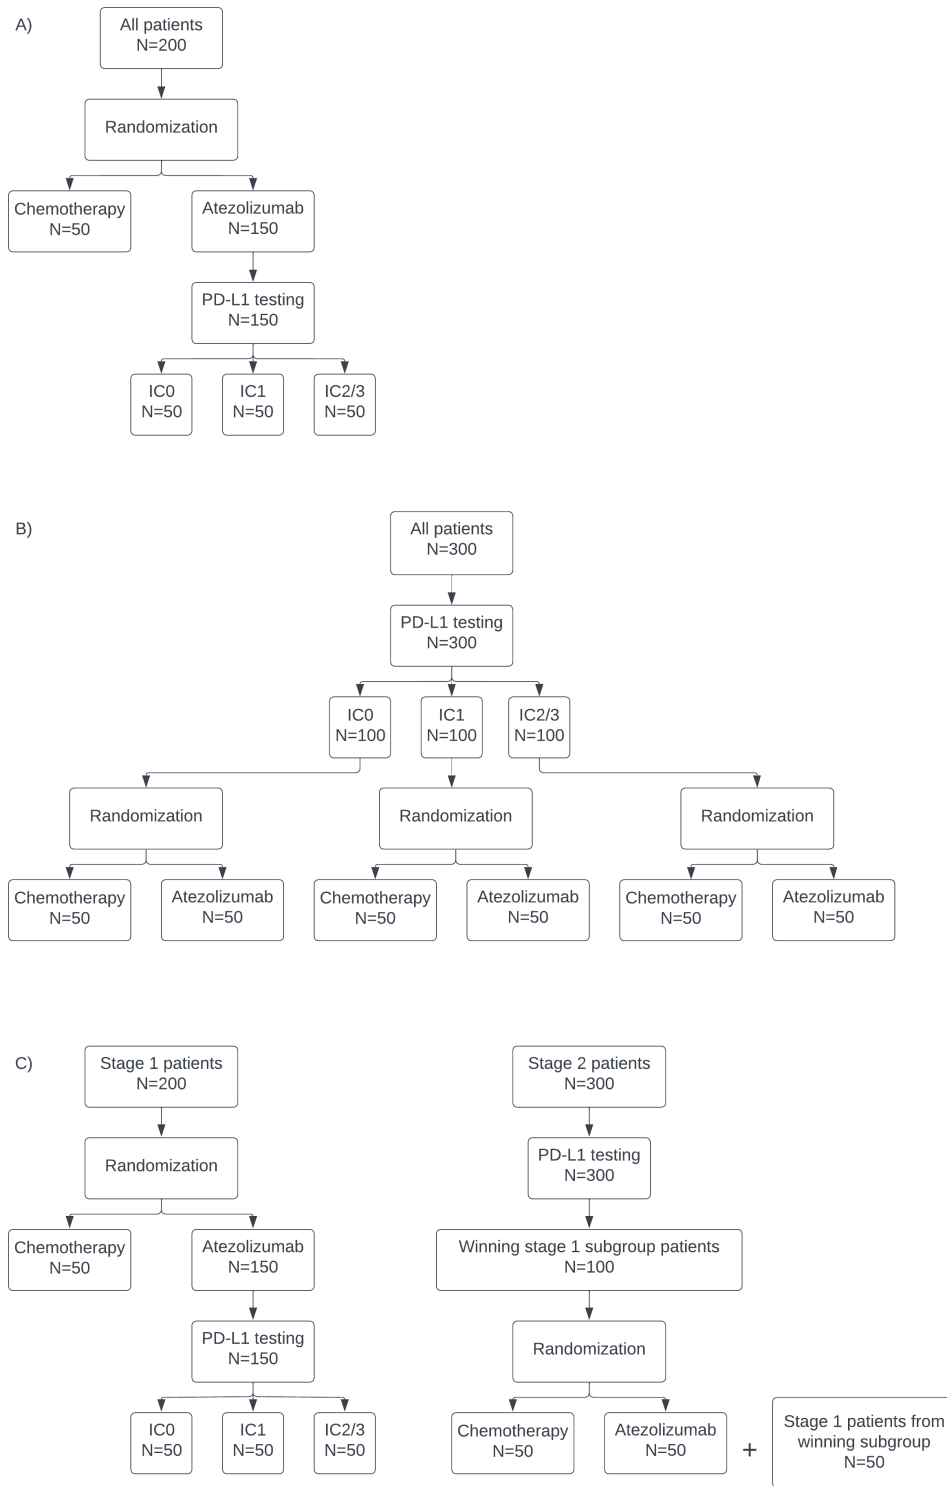 A)
All patients
N=200
Randomization
Chemotherapy
N=50
Atezolizumab
N=150
PD-L1 testing
N=150
IC0
N=50
IC1
N=50
IC2/3
N=50
B)
All patients
N=300
PD-L1 testing
N=300
IC0
N=100
IC1
N=100
IC2/3
N=100
Randomization
Randomization
Randomization
Chemotherapy
N=50
Atezolizumab
N=50
Chemotherapy
N=50
Atezolizumab
N=50
Chemotherapy
N=50
Atezolizumab
N=50
C)
Stage 1 patients
N=200
Randomization
Chemotherapy
N=50
Atezolizumab
N=150
PD-L1 testing
N=150
IC0
N=50
IC1
N=50
IC2/3
N=50
Stage 2 patients
N=300
PD-L1 testing
N=300
Winning stage 1 subgroup patients
N=100
Randomization
Chemotherapy
N=50
Atezolizumab
N=50
+
Stage 1 patients from
winning subgroup
N=50